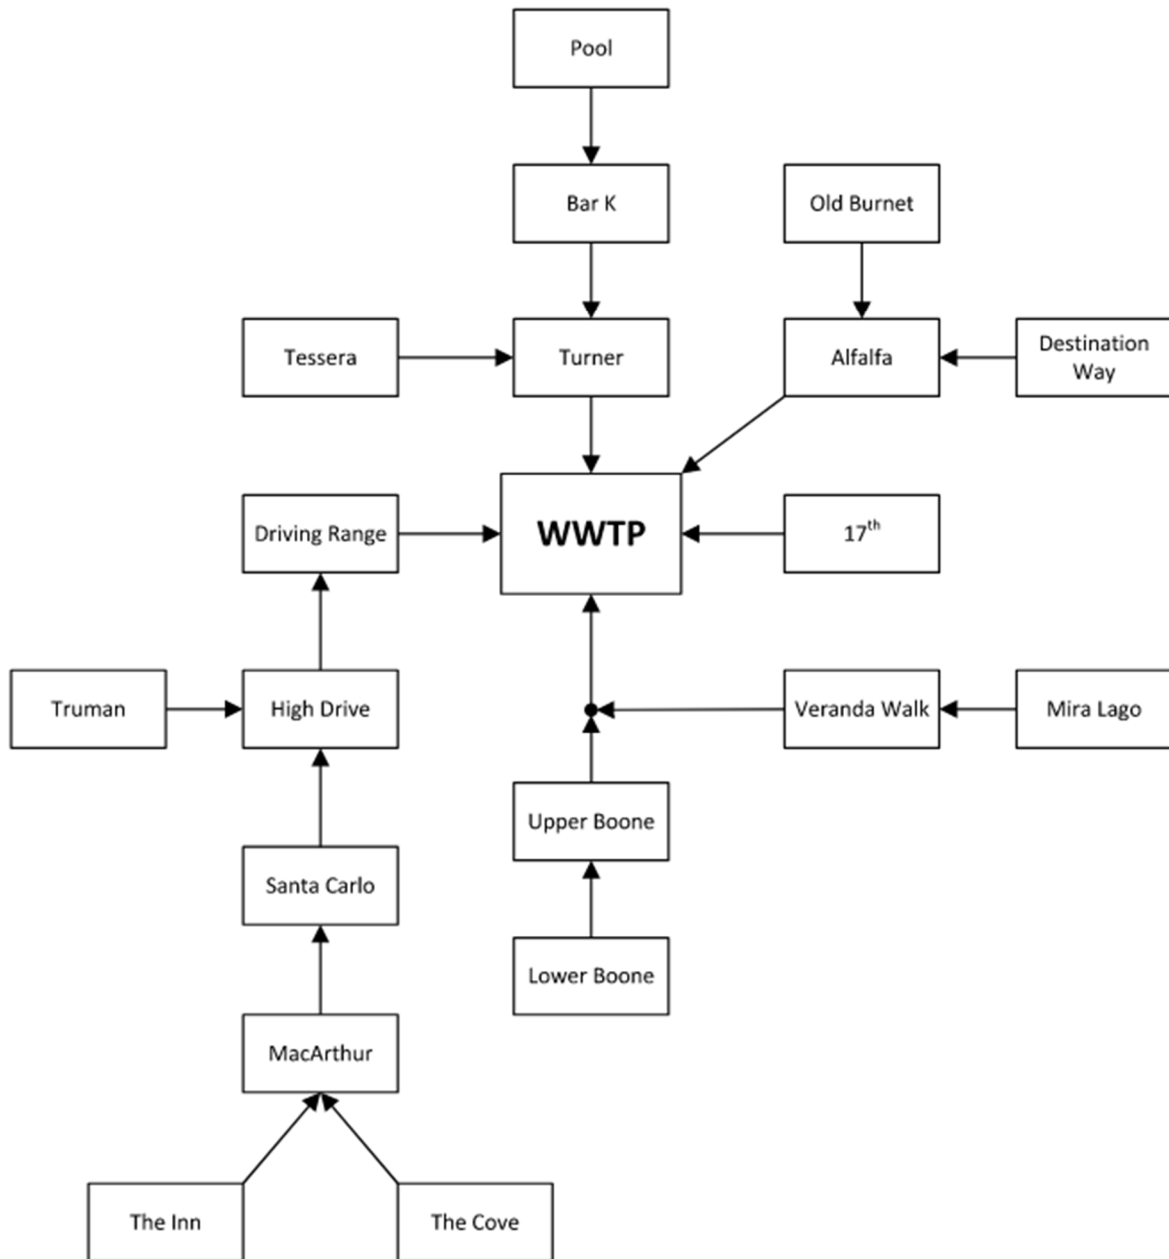 Pool
Bar K
Old Burnet
Tessera
Turner
Alfalfa
Destination
Way
Driving Range
WWTP
17th
Truman
High Drive
Veranda Walk
Mira Lago
Upper Boone
Santa Carlo
Lower Boone
MacArthur
The Inn
The Cove